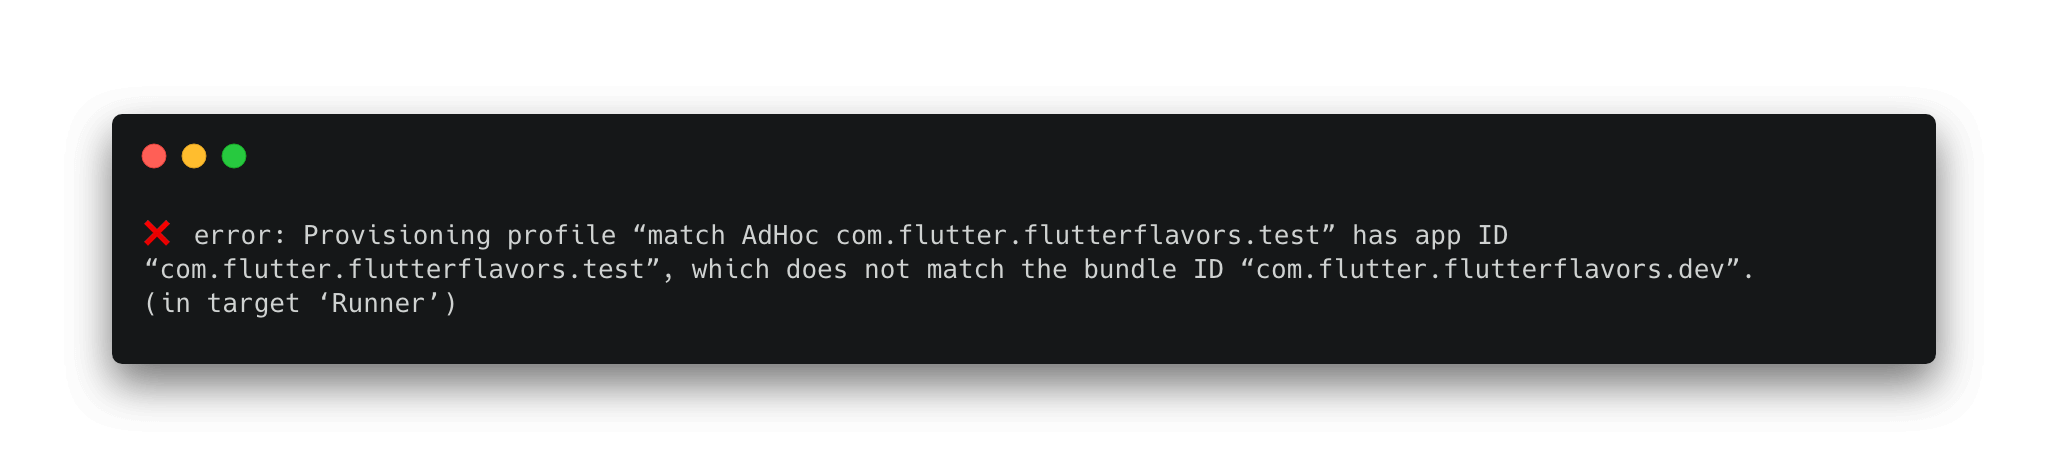 ❌ error: Provisioning profile “match AdHoc com.flutter.flutterflavors.test” has app ID
“com.flutter.flutterflavors.test”, which does not match the bundle ID “com.flutter.flutterflavors.dev”.
(in target ‘Runner’)